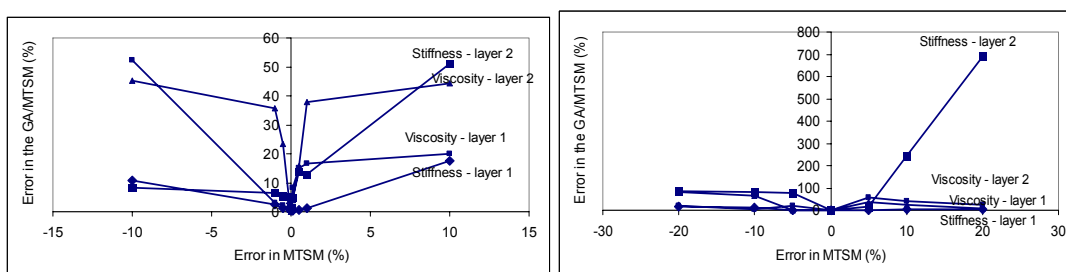 Error in the GA/MTSM (%)
60
50
40
30
20
10
0
-15
-10
-5
0
5
10
15
Error in MTSM (%)
Stiffness - layer 2
Viscosity - layer 2
Viscosity - layer 1
Stiffness - layer 1
Error in the GA/MTSM (%)
800
700
600
500
400
300
200
100
0
-30
-20
-10
0
10
20
30
Error in MTSM (%)
Stiffness - layer 2
Viscosity - layer 2
Viscosity - layer 1
Stiffness - layer 1